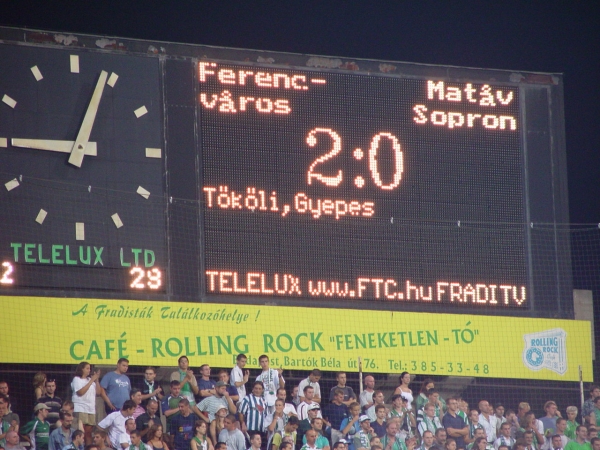 Ferenc-
város
Matáv
Sopron
2:0
Tököli,Gyepes
TELELUX LTD
2 29
TELELUX www.FTC.hu FRADITV
A Fradisták Találkozóhelye !
CAFÉ - ROLLING ROCK "FENEKETLEN - TÓ"
Budapest, Bartók Béla út 76. Tel.: 385-33-48
ROLLING ROCK